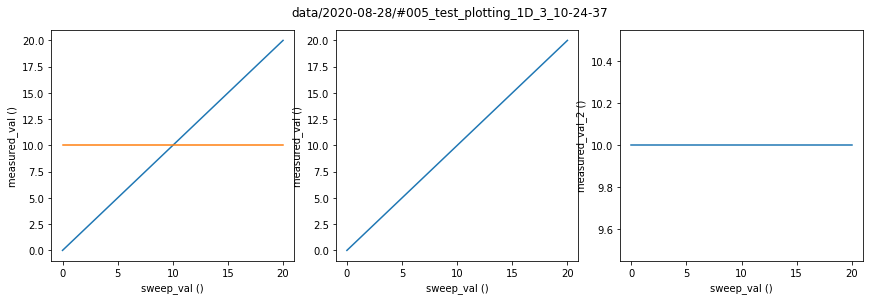 data/2020-08-28/#005_test_plotting_1D_3_10-24-37
measured_val ()
20.0
17.5
15.0
12.5
10.0
7.5
5.0
2.5
0.0
0 5 10 15 20
sweep_val ()
measured_val ()
20.0
17.5
15.0
12.5
10.0
7.5
5.0
2.5
0.0
0 5 10 15 20
sweep_val ()
measured_val_2 ()
10.4
10.2
10.0
9.8
9.6
0 5 10 15 20
sweep_val ()